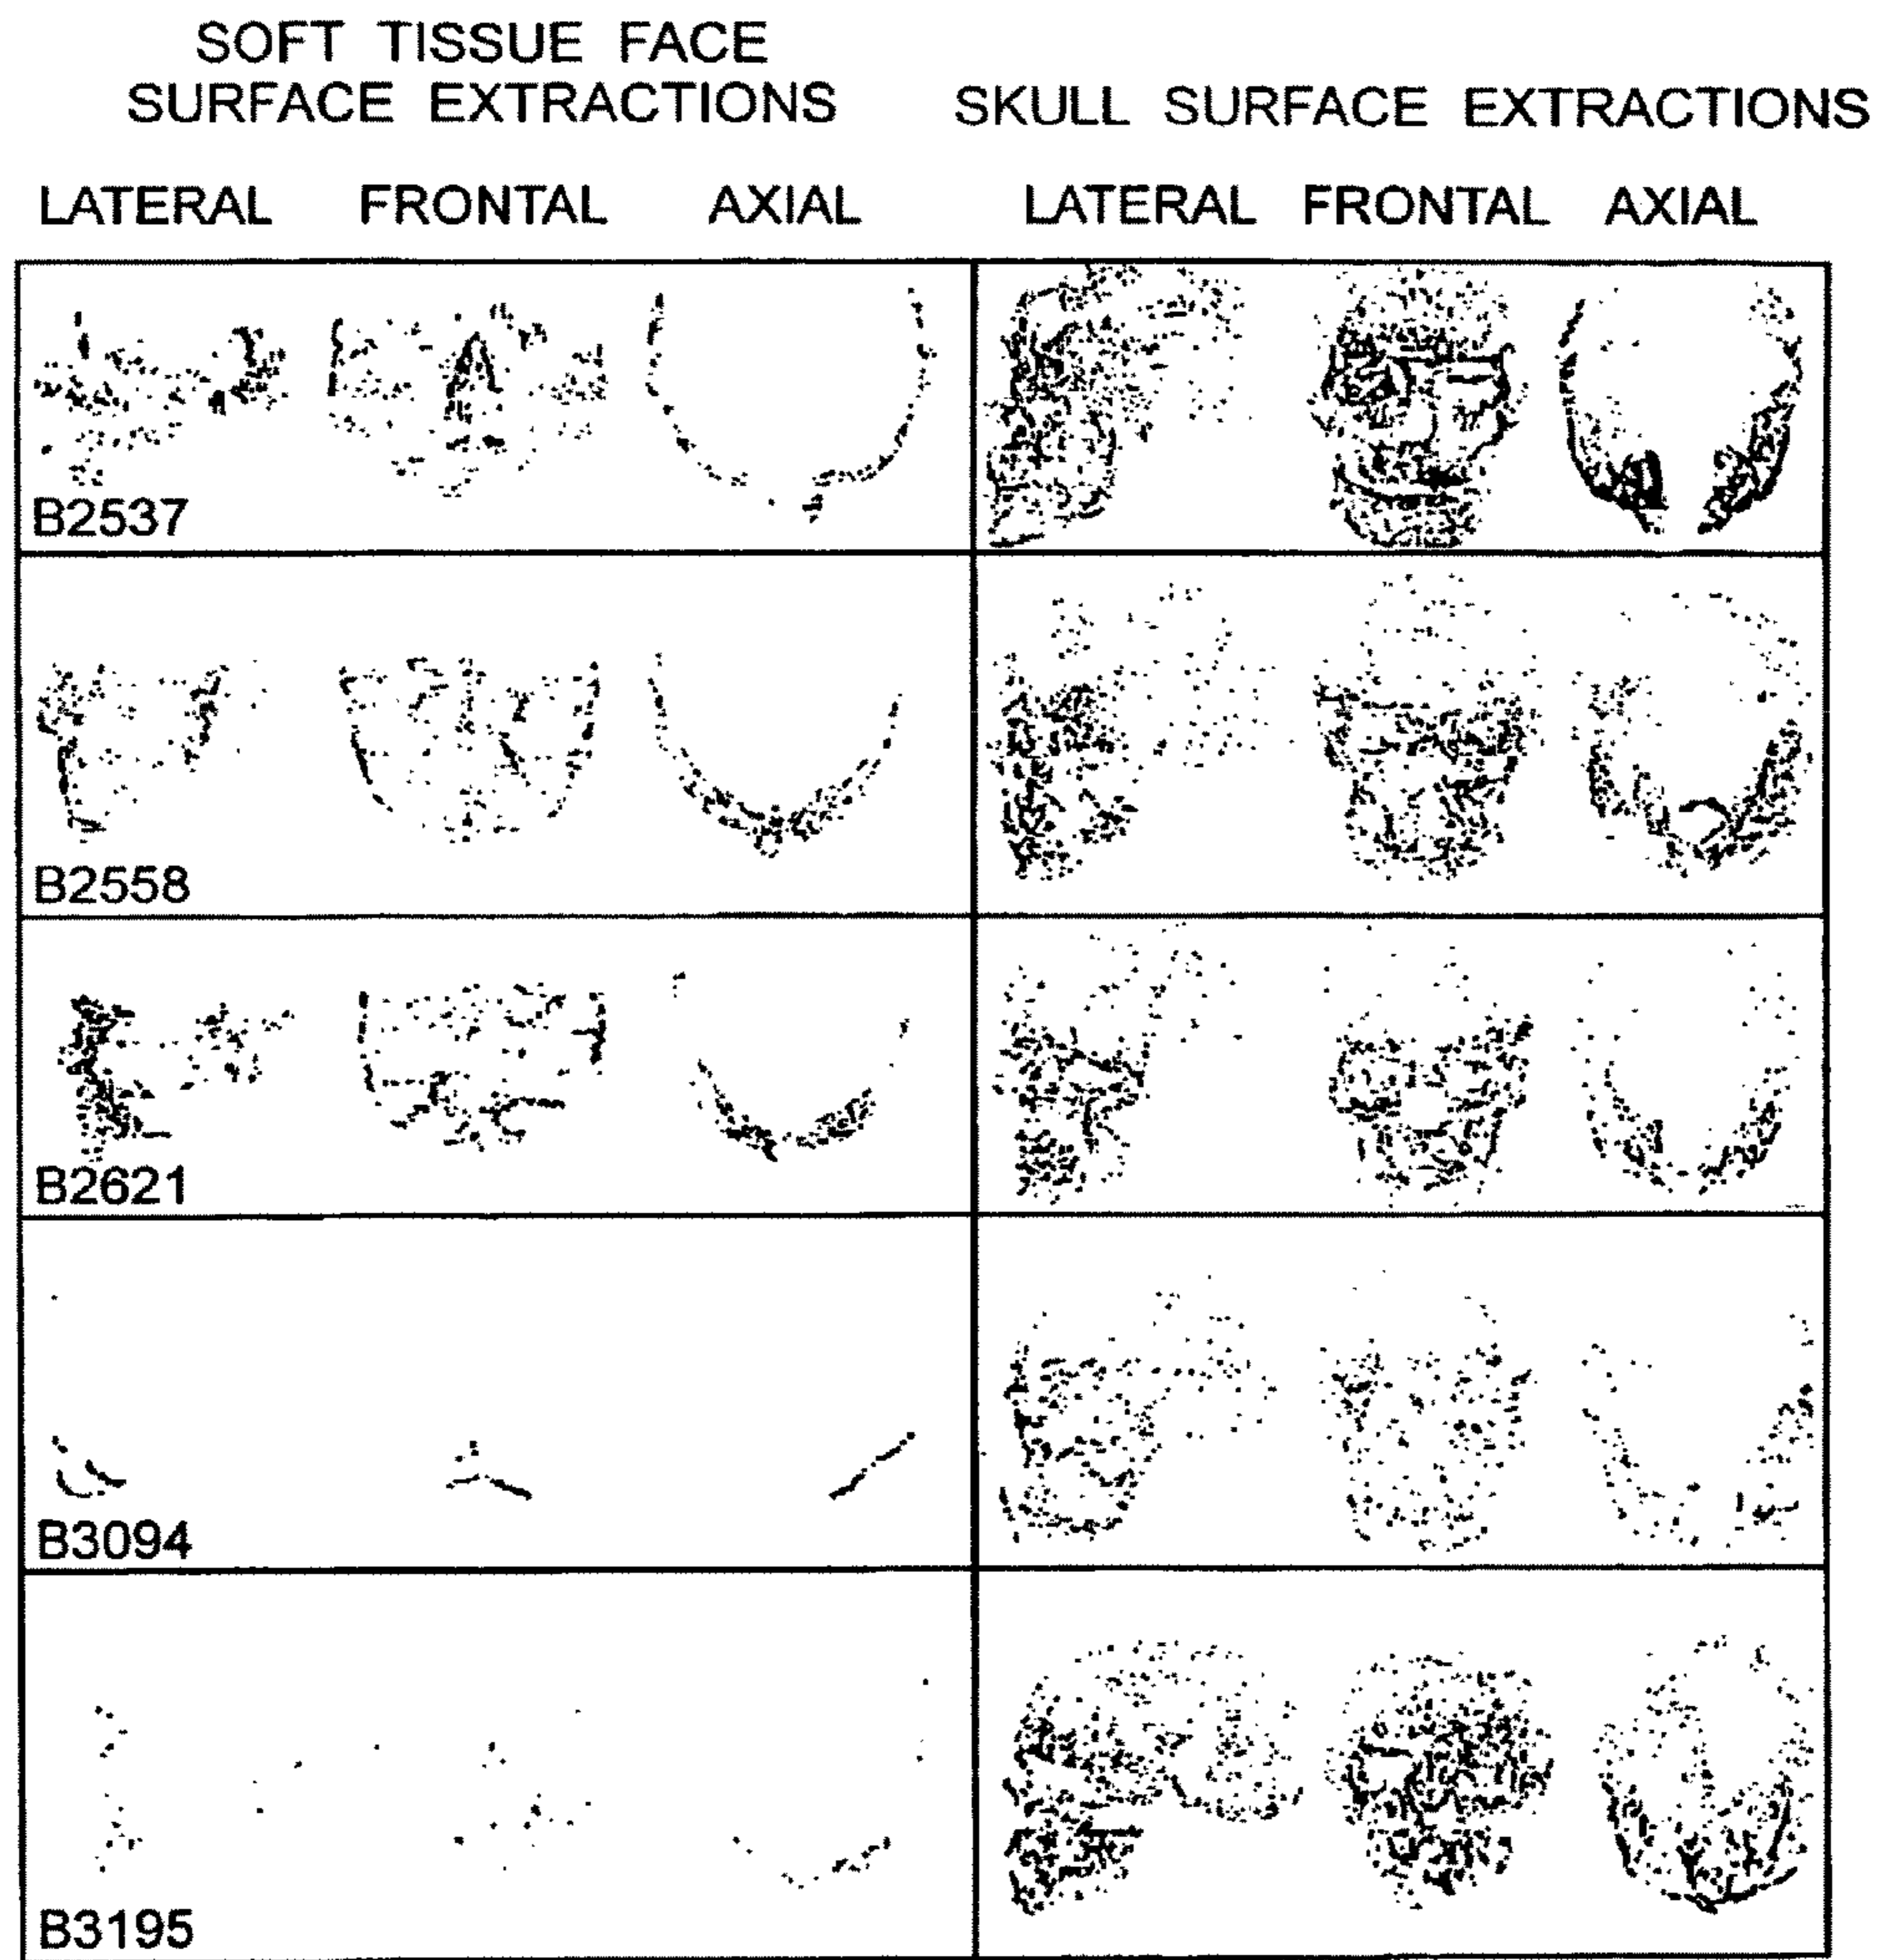 SOFT TISSUE FACE
SURFACE EXTRACTIONS
SKULL SURFACE EXTRACTIONS
LATERAL FRONTAL AXIAL LATERAL FRONTAL AXIAL
B2537
B2558
B2621
B3094
B3195